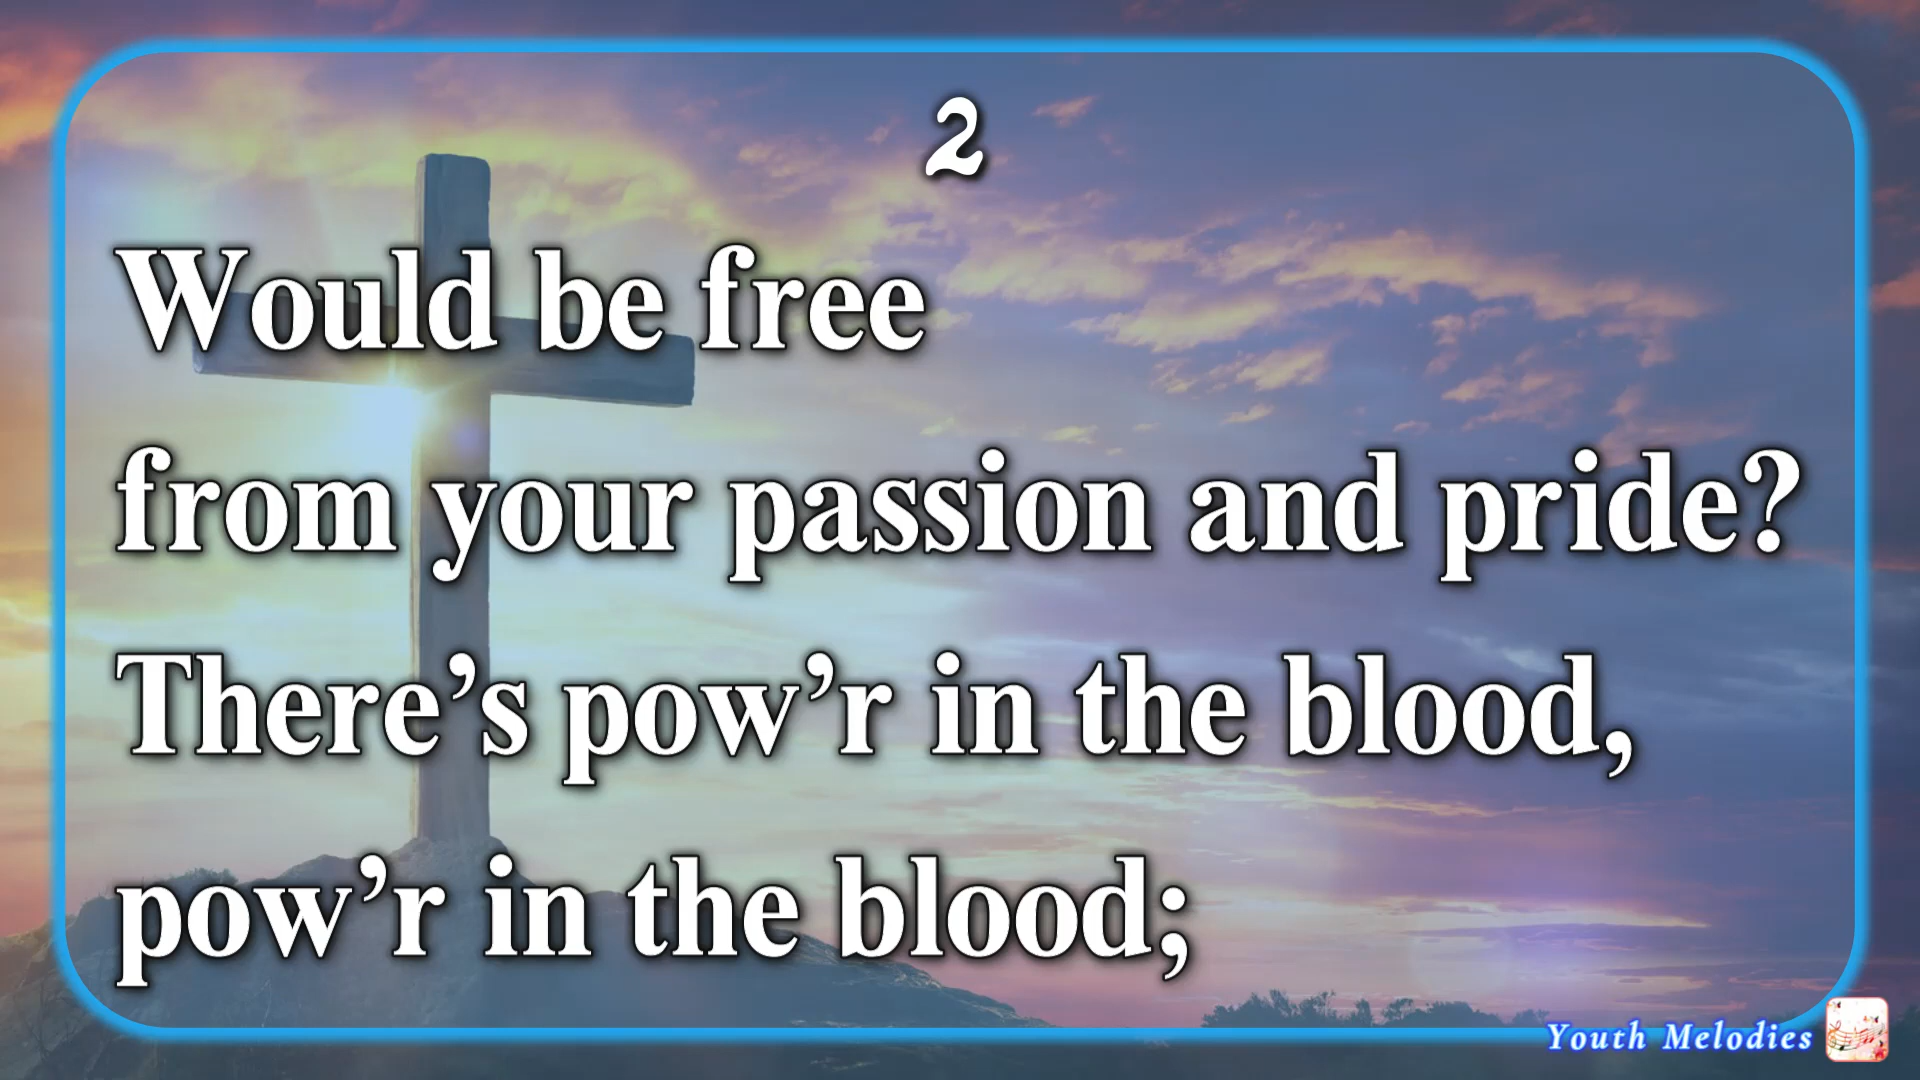 2
Would be free
from your passion and pride?
There’s pow’r in the blood,
pow’r in the blood;
Youth Melodies